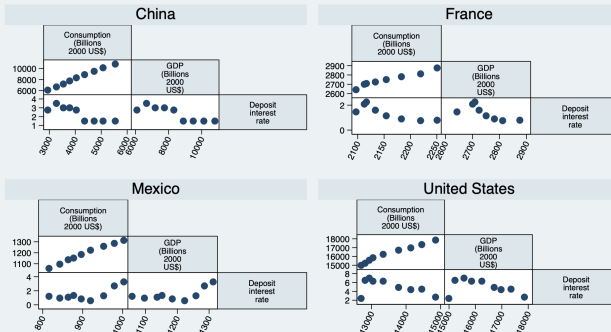 China
Consumption
(Billions
2000 US$)
10000
8000
6000
GDP
(Billions
2000
US$)
4
3
2
1
Deposit
interest
rate
3000
4000
5000
6000
6000
8000
10000
France
Consumption
(Billions
2000 US$)
2900
2800
2700
2600
GDP
(Billions
2000
US$)
2
0
Deposit
interest
rate
2100
2150
2200
2250
2600
2700
2800
2900
Mexico
Consumption
(Billions
2000 US$)
1300
1200
1100
GDP
(Billions
2000
US$)
4
2
0
Deposit
interest
rate
800
900
1000
1100
1200
1300
United States
Consumption
(Billions
2000 US$)
18000
17000
16000
15000
GDP
(Billions
2000
US$)
8
6
4
2
Deposit
interest
rate
13000
14000
15000
15000
16000
17000
18000